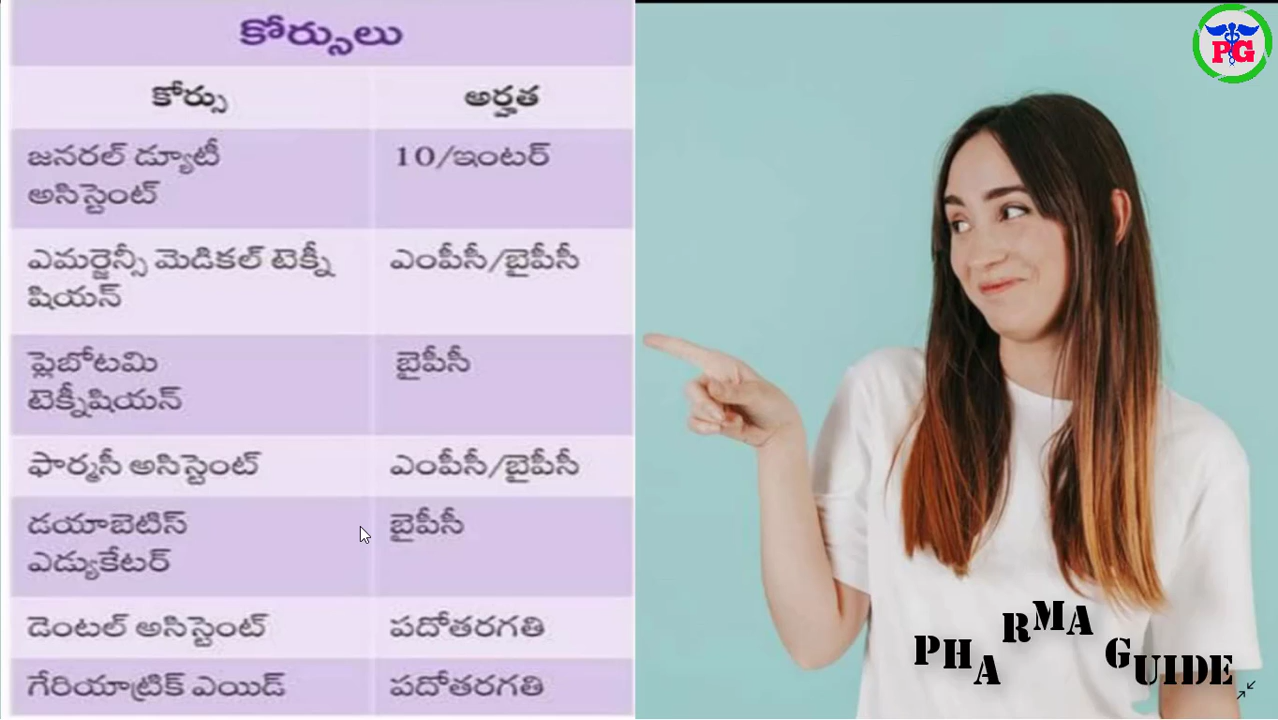 కోర్సులు
కోర్సు అర్హత
జనరల్ డ్యూటీ 10/ఇంటర్
అసిస్టెంట్
ఎమర్జెన్సీ మెడికల్ టెక్నీ ఎంపీసీ/బైపీసీ
షియన్
ప్లెబోటమి బైపీసీ
టెక్నీషియన్
ఫార్మసీ అసిస్టెంట్ ఎంపీసీ/బైపీసీ
డయాబెటిస్ బైపీసీ
ఎడ్యుకేటర్
డెంటల్ అసిస్టెంట్ పదోతరగతి
గేరియాట్రిక్ ఎయిడ్ పదోతరగతి
PG
PHARMA GUIDE